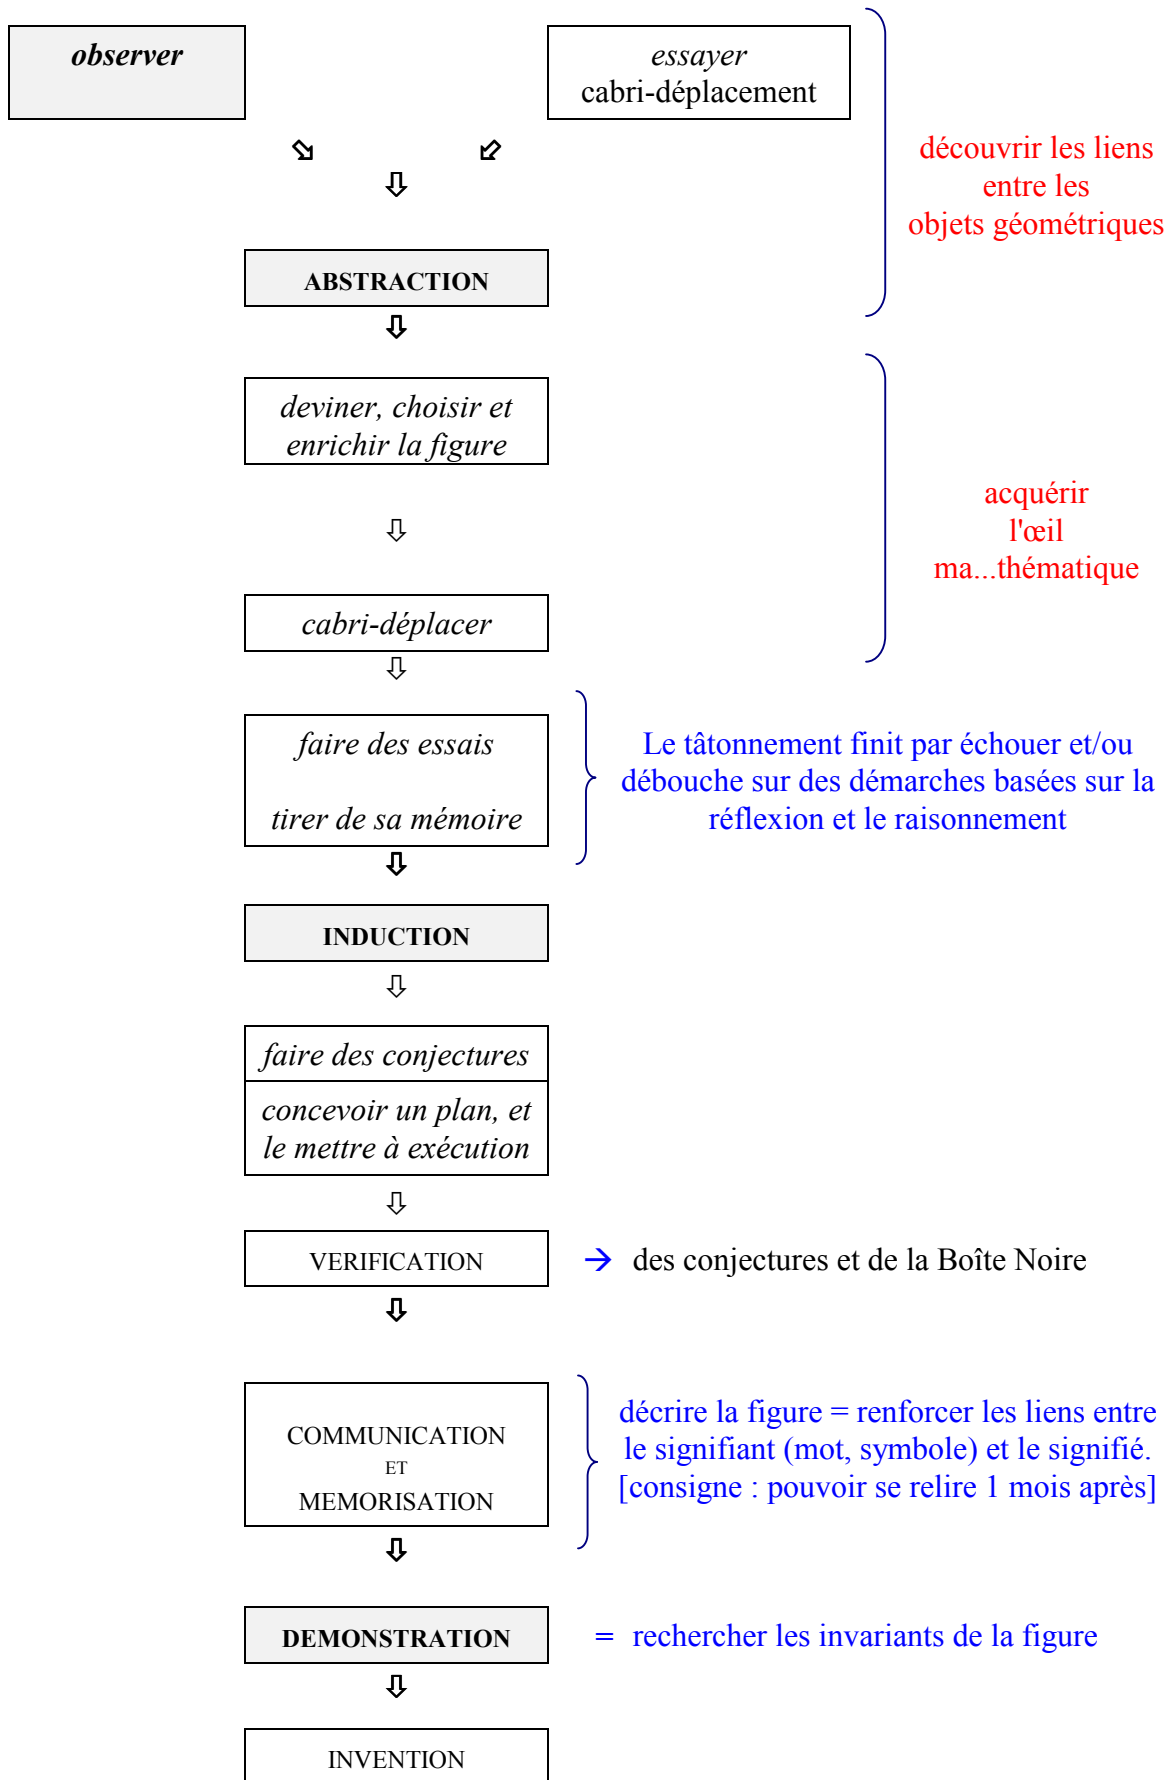 observer
essayer
cabri-déplacement
découvrir les liens
entre les
objets géométriques
ABSTRACTION
deviner, choisir et
enrichir la figure
acquérir
l'œil
ma...thématique
cabri-déplacer
faire des essais
tirer de sa mémoire
Le tâtonnement finit par échouer et/ou
débouche sur des démarches basées sur la
réflexion et le raisonnement
INDUCTION
faire des conjectures
concevoir un plan, et
le mettre à exécution
VERIFICATION → des conjectures et de la Boîte Noire
COMMUNICATION
ET
MEMORISATION
décrire la figure = renforcer les liens entre
le signifiant (mot, symbole) et le signifié.
[consigne : pouvoir se relire 1 mois après]
DEMONSTRATION = rechercher les invariants de la figure
INVENTION